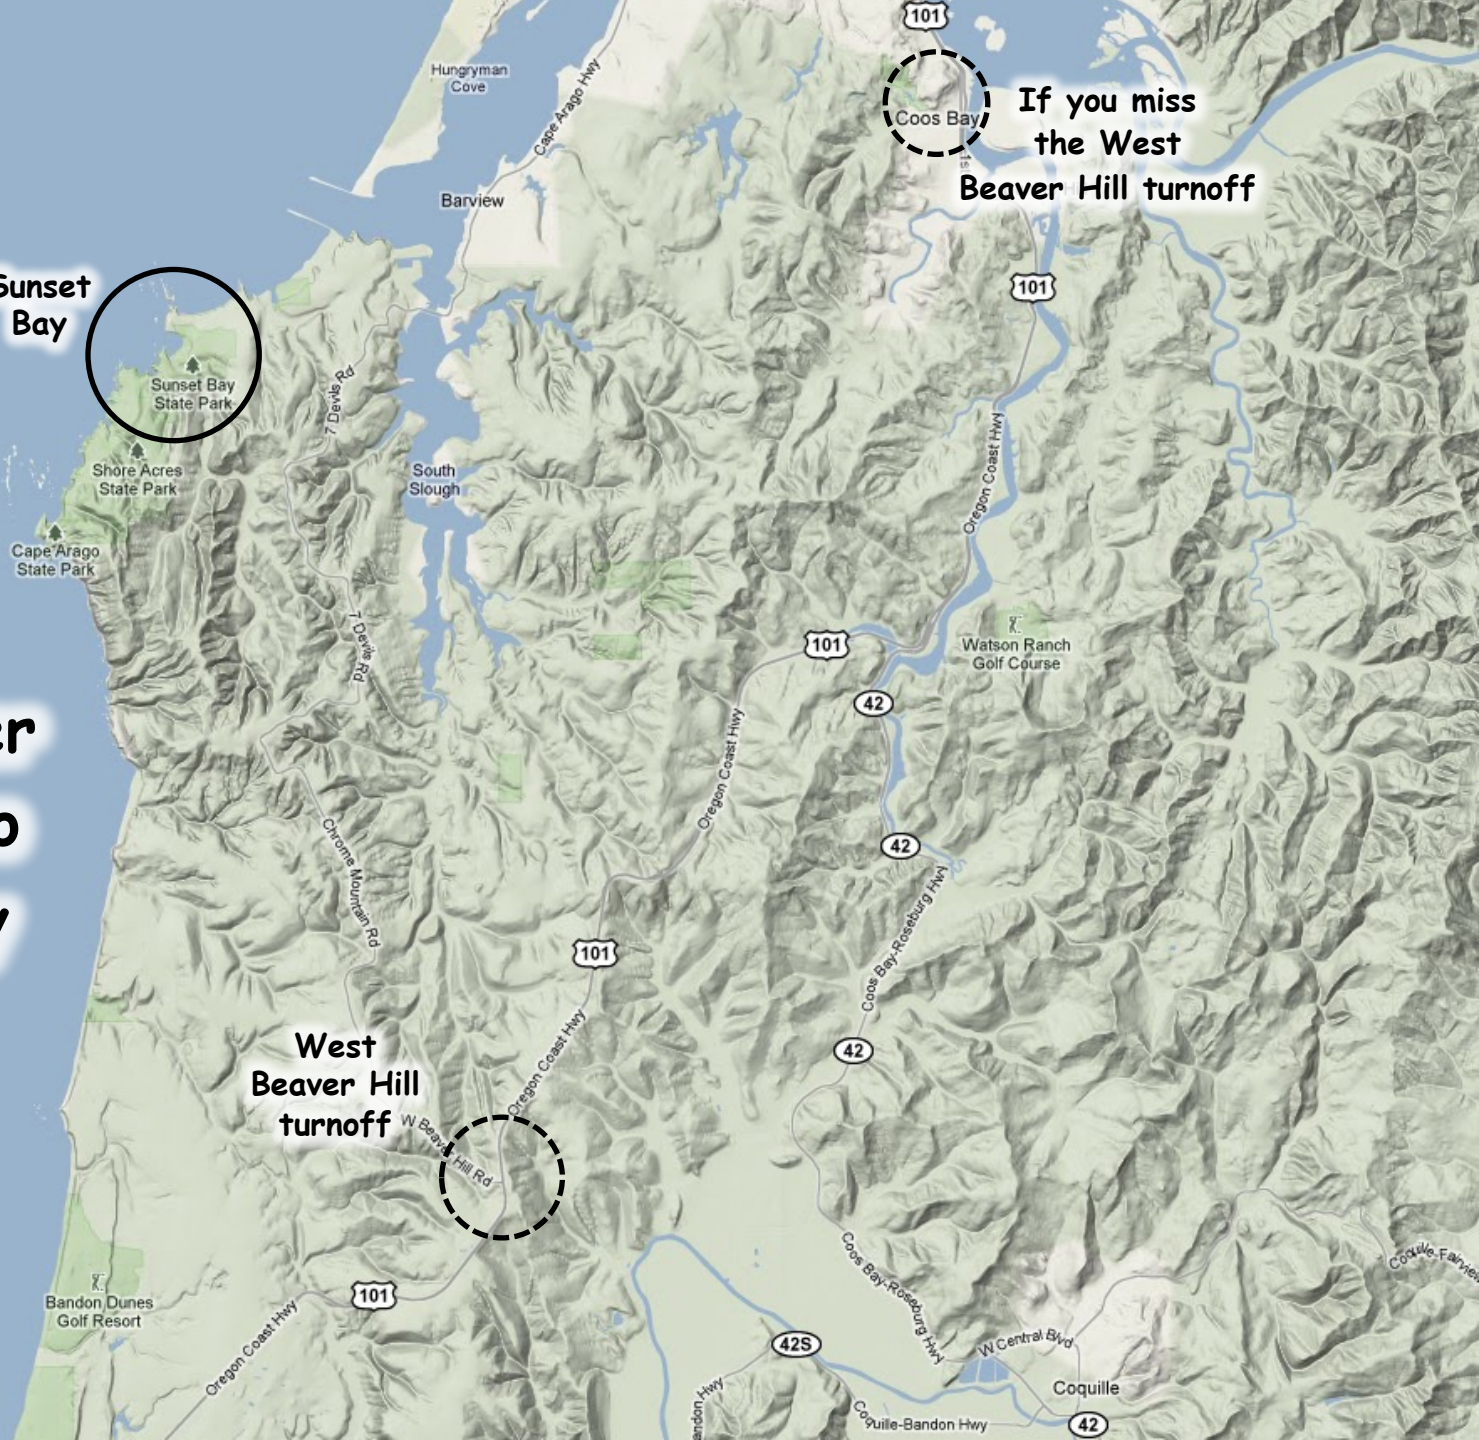 101
Hungryman
Cove
Cape Arago Hwy
Coos Bay
If you miss
the West
Beaver Hill turnoff
Barview
101
Sunset
Bay
Sunset Bay
State Park
7 Devils Rd
Shore Acres
State Park
South
Slough
Oregon Coast Hwy
Cape Arago
State Park
7 Devils Rd
101
Watson Ranch
Golf Course
42
Oregon Coast Hwy
Chrome Mountain Rd
42
Coos Bay-Roseburg Hwy
101
Oregon Coast Hwy
West
Beaver Hill
turnoff
42
W Beaver Hill Rd
Coos Bay-Roseburg Hwy
Bandon Dunes
Golf Resort
101
Oregon Coast Hwy
42S
W Central Blvd
Coquille
Coquille-Bandon Hwy
42